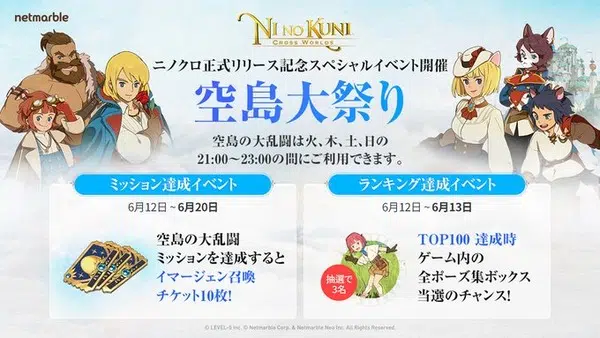 netmarble
NI NO KUNI
CROSS WORLDS
ニノクロ正式リリース記念スペシャルイベント開催
空島大祭り
空島の大乱闘は火、木、土、日の
21:00〜23:00の間にご利用できます。
ミッション達成イベント
6月12日~6月20日
空島の大乱闘
ミッションを達成すると
イマージェン召喚
チケット10枚!
ランキング達成イベント
6月12日~6月13日
抽選で
3名
TOP100 達成時
ゲーム内の
全ポーズ集ボックス
当選のチャンス!
© LEVEL-5 Inc. © Netmarble Corp. & Netmarble Neo Inc. All Rights Reserved.